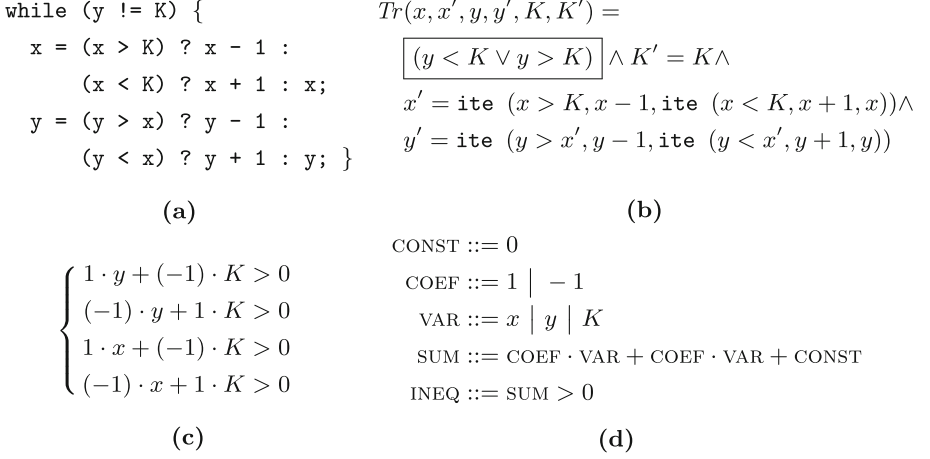 while (y != K) {
x = (x > K) ? x - 1 :
(x < K) ? x + 1 : x;
y = (y > x) ? y - 1 :
(y < x) ? y + 1 : y; }
(a)
Tr(x, x′, y, y′, K, K′) =
(y < K ∨ y > K) ∧ K′ = K∧
x′ = ite (x > K, x − 1, ite (x < K, x + 1, x))∧
y′ = ite (y > x′, y − 1, ite (y < x′, y + 1, y))
(b)
1 · y + (−1) · K > 0
(−1) · y + 1 · K > 0
1 · x + (−1) · K > 0
(−1) · x + 1 · K > 0
(c)
CONST ::= 0
COEF ::= 1 | − 1
VAR ::= x | y | K
SUM ::= COEF · VAR + COEF · VAR + CONST
INEQ ::= SUM > 0
(d)